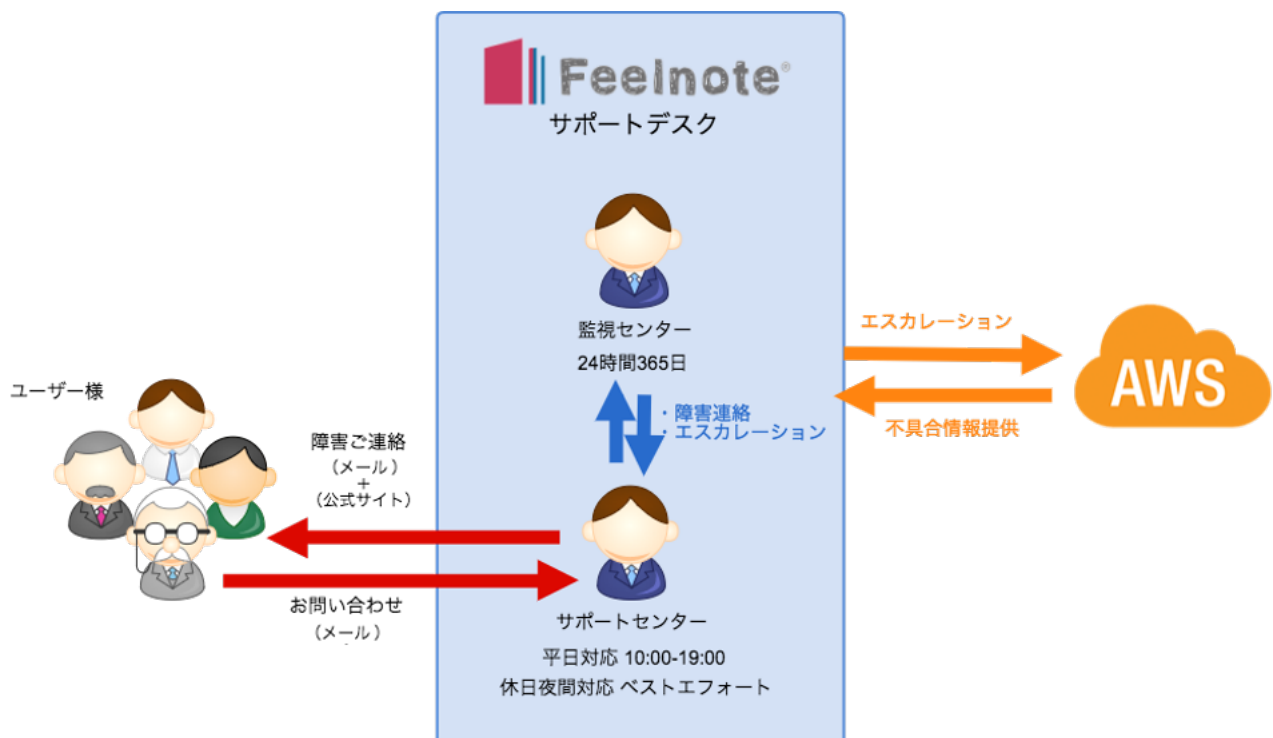 Feelnote®
サポートデスク
監視センター
24時間365日
・障害連絡
・エスカレーション
エスカレーション
AWS
不具合情報提供
ユーザー様
障害ご連絡
（メール）
+
（公式サイト）
お問い合わせ
（メール）
サポートセンター
平日対応 10:00-19:00
休日夜間対応 ベストエフォート